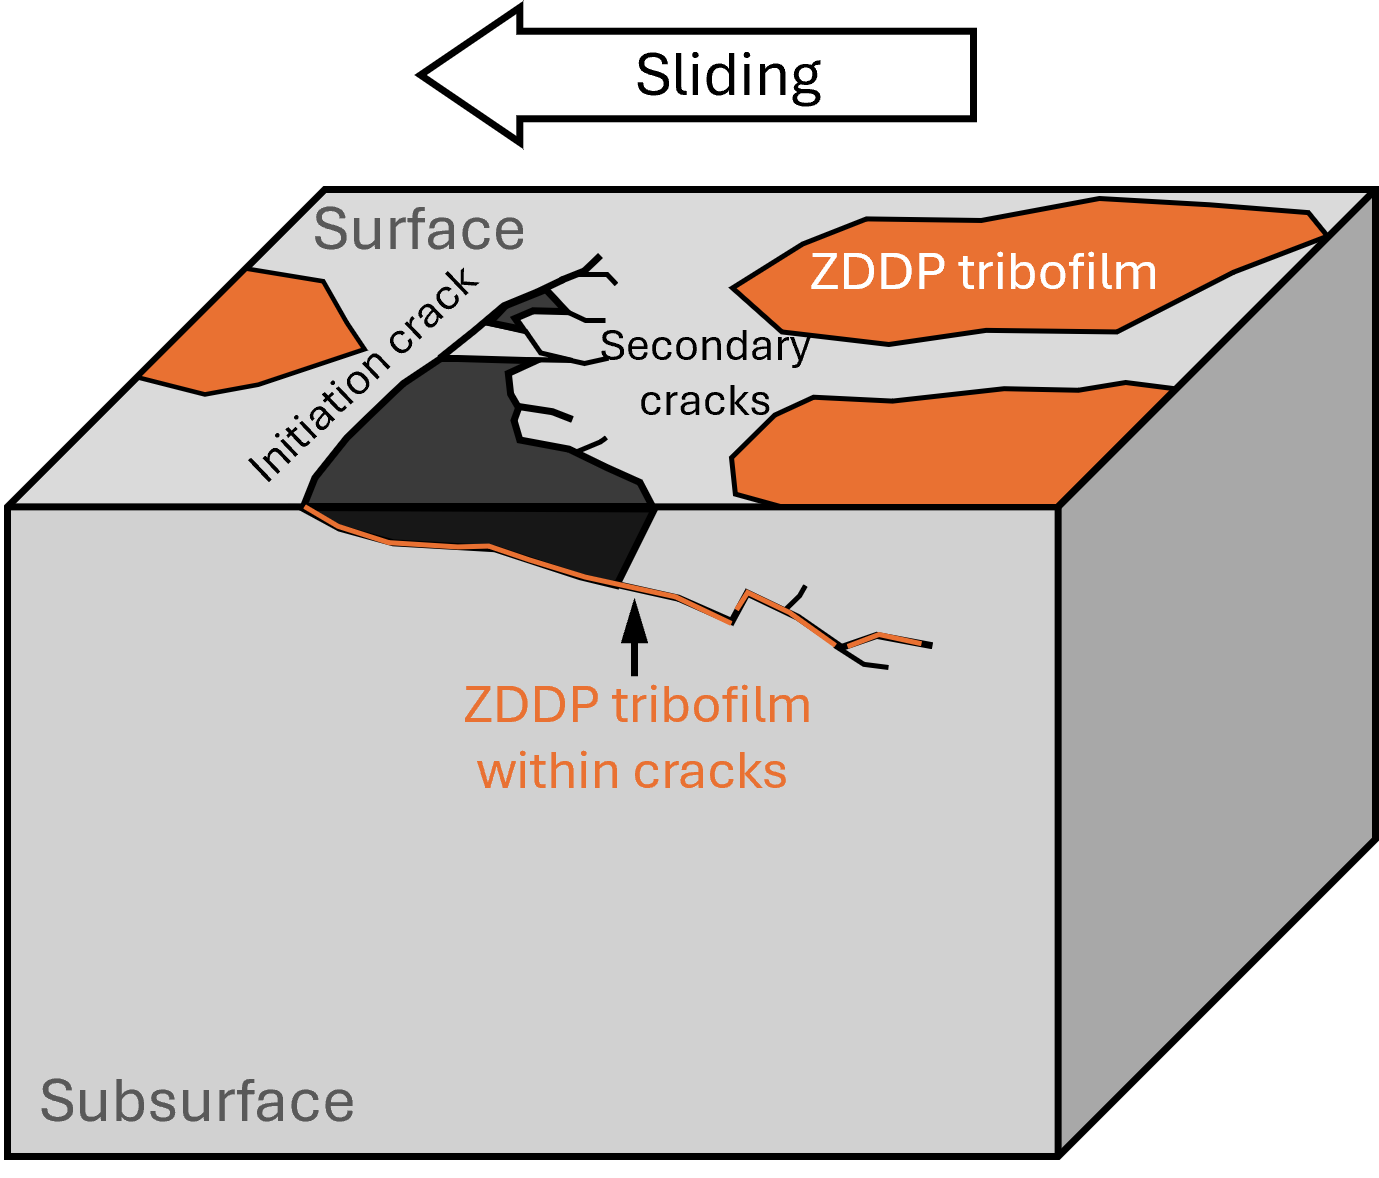 Sliding
Surface
ZDDP tribofilm
Initiation crack
Secondary
cracks
ZDDP tribofilm
within cracks
Subsurface